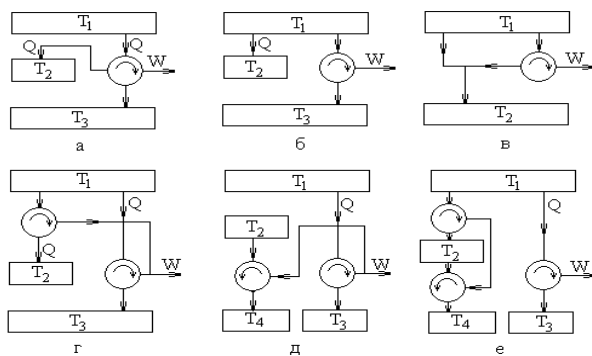 T1 T1 T1
Q Q Q
T2 W T2 W W
T3 T3 T2
а б в
T1 T1 T1
Q Q Q
T2
Q T2
T2 W W W
T3 T4 T3 T4 T3
г д е